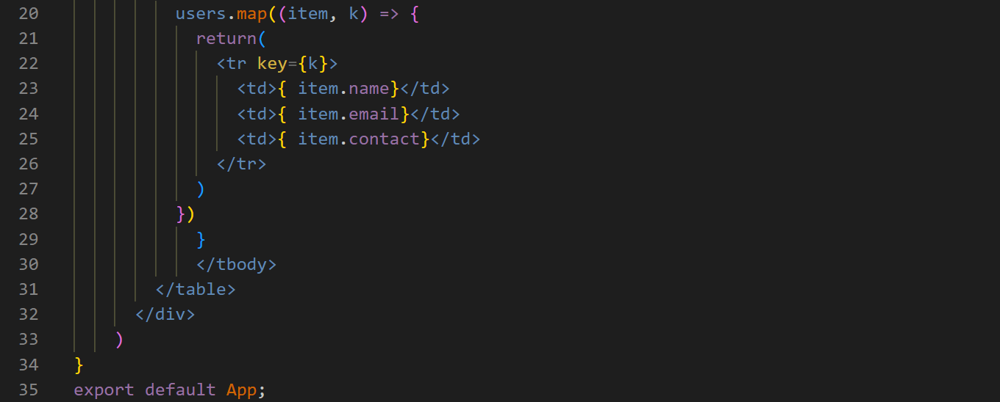 20 users.map((item, k) => {
21 return(
22 <tr key={k}>
23 <td>{ item.name}</td>
24 <td>{ item.email}</td>
25 <td>{ item.contact}</td>
26 </tr>
27 )
28 })
29 }
30 </tbody>
31 </table>
32 </div>
33 )
34 }
35 export default App;